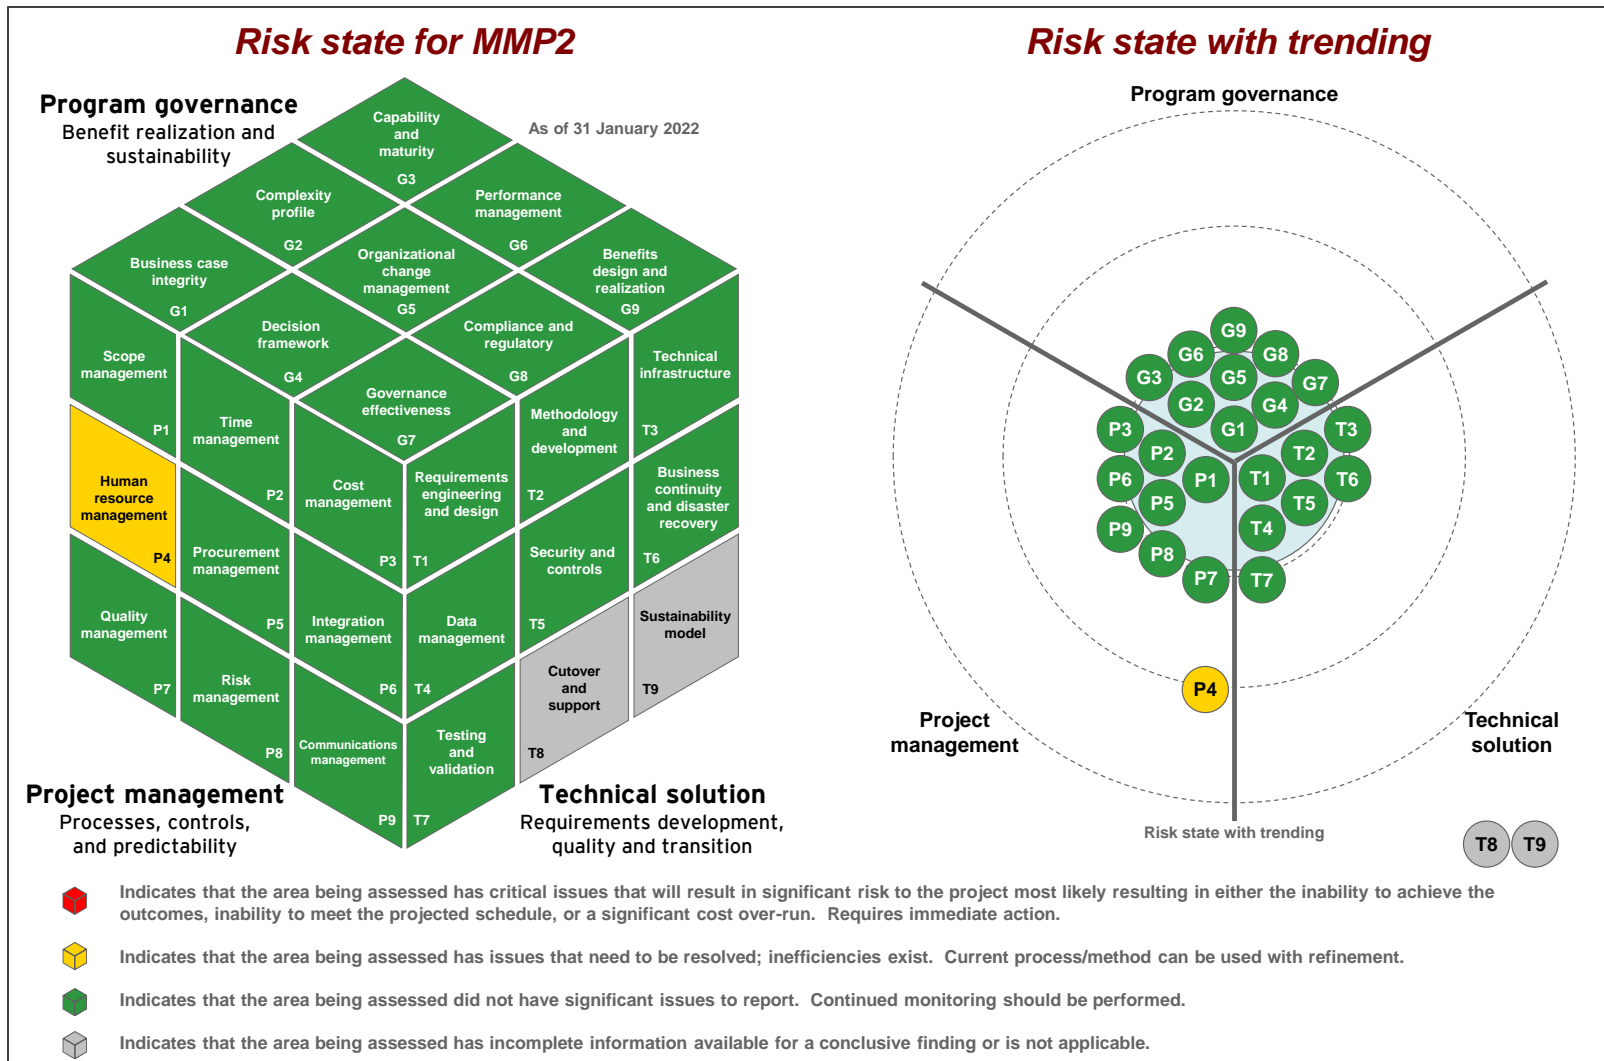 Risk state for MMP2
Program governance
Benefit realization and
sustainability
As of 31 January 2022
Capability
and
maturity
G3
Complexity
profile
G2
Performance
management
G6
Business case
integrity
G1
Organizational
change
management
G5
Benefits
design and
realization
G9
Decision
framework
G4
Compliance and
regulatory
G8
Governance
effectiveness
G7
Scope
management
P1
Time
management
P2
Cost
management
P3
Human
resource
management
P4
Procurement
management
P5
Integration
management
P6
Quality
management
P7
Risk
management
P8
Communications
management
P9
Requirements
engineering
and design
T1
Methodology
and
development
T2
Technical
infrastructure
T3
Data
management
T4
Security and
controls
T5
Business
continuity
and disaster
recovery
T6
Testing
and
validation
T7
Cutover
and
support
T8
Sustainability
model
T9
Project management
Processes, controls,
and predictability
Technical solution
Requirements development,
quality and transition
Risk state with trending
Program governance
G9
G6
G8
G3
G5
G7
G2
G4
G1
P3
P2
P1
P6
P5
P9
P8
P7
P4
T3
T2
T1
T6
T5
T4
T7
Project
management
Technical
solution
Risk state with trending
T8
T9
Indicates that the area being assessed has critical issues that will result in significant risk to the project most likely resulting in either the inability to achieve the
outcomes, inability to meet the projected schedule, or a significant cost over-run. Requires immediate action.
Indicates that the area being assessed has issues that need to be resolved; inefficiencies exist. Current process/method can be used with refinement.
Indicates that the area being assessed did not have significant issues to report. Continued monitoring should be performed.
Indicates that the area being assessed has incomplete information available for a conclusive finding or is not applicable.